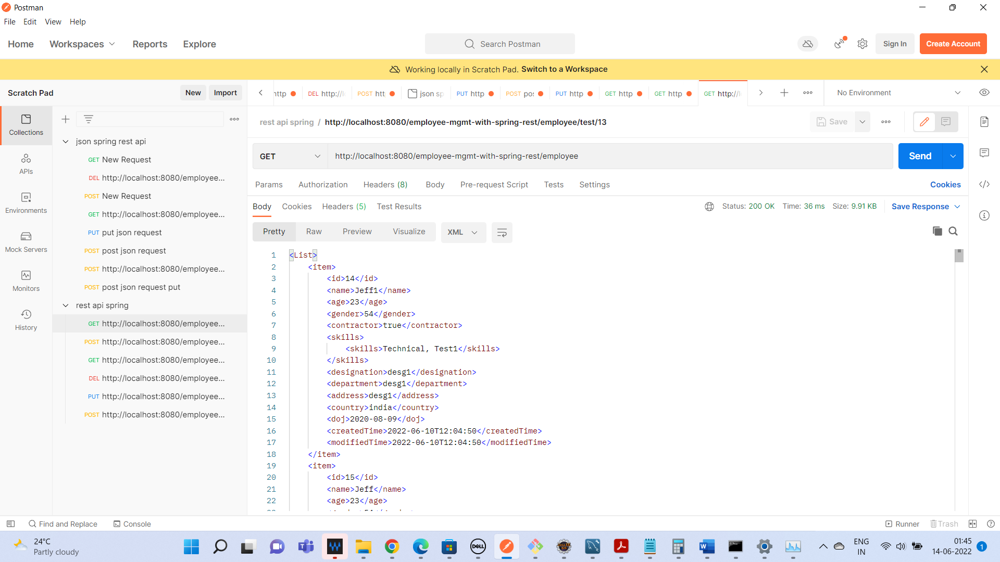 Postman
File Edit View Help
Home Workspaces Reports Explore Search Postman Sign In Create Account
Working locally in Scratch Pad. Switch to a Workspace
Scratch Pad New Import
http DEL http://l POST htt json sp PUT http POST po: PUT http GET http GET http GET http://l No Environment
Collections
APIs
Environments
Mock Servers
Monitors
History
json spring rest api
GET New Request
DEL http://localhost:8080/employee...
POST New Request
GET http://localhost:8080/employee...
PUT put json request
POST post json request
POST http://localhost:8080/employee...
POST post json request put
rest api spring
GET http://localhost:8080/employee...
POST http://localhost:8080/employee...
GET http://localhost:8080/employee...
DEL http://localhost:8080/employee...
PUT http://localhost:8080/employee...
POST http://localhost:8080/employee...
rest api spring / http://localhost:8080/employee-mgmt-with-spring-rest/employee/test/13 Save
GET http://localhost:8080/employee-mgmt-with-spring-rest/employee Send
Params Authorization Headers (8) Body Pre-request Script Tests Settings Cookies
Body Cookies Headers (5) Test Results Status: 200 OK Time: 36 ms Size: 9.91 KB Save Response
Pretty Raw Preview Visualize XML
1 <List>
2 <item>
3 <id>14</id>
4 <name>Jeff1</name>
5 <age>23</age>
6 <gender>54</gender>
7 <contractor>true</contractor>
8 <skills>
9 <skills>Technical, Test1</skills>
10 </skills>
11 <designation>desg1</designation>
12 <department>desg1</department>
13 <address>desg1</address>
14 <country>india</country>
15 <doj>2020-08-09</doj>
16 <createdTime>2022-06-10T12:04:50</createdTime>
17 <modifiedTime>2022-06-10T12:04:50</modifiedTime>
18 </item>
19 <item>
20 <id>15</id>
21 <name>Jeff</name>
22 <age>23</age>
Find and Replace Console Runner Trash
24°C
Partly cloudy
DELL
ENG
IN
01:45
14-06-2022
1